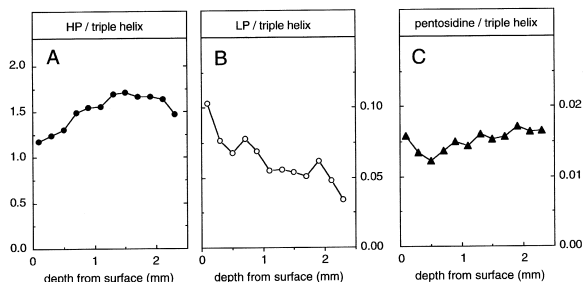 HP / triple helix
LP / triple helix
pentosidine / triple helix
A
B
C
2.0
1.5
1.0
0.5
0.0
0.10
0.05
0.00
0.02
0.01
0.00
0 1 2
0 1 2
0 1 2
depth from surface (mm)
depth from surface (mm)
depth from surface (mm)